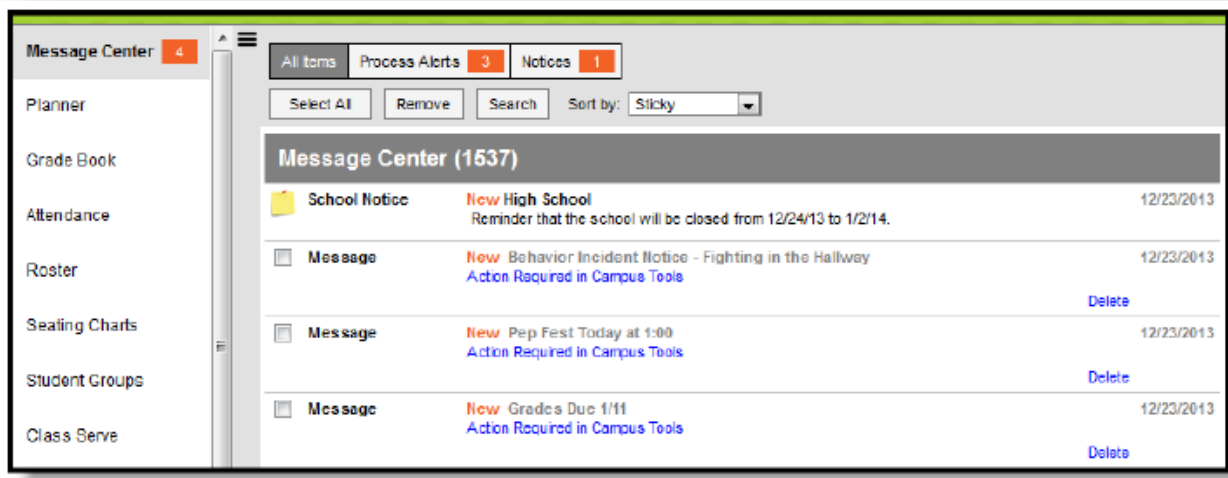 Message Center 4
Planner
Grade Book
Attendance
Roster
Seating Charts
Student Groups
Class Serve
All Items Process Alerts 3 Notices 1
Select All Remove Search Sort by: Sticky
Message Center (1537)
School Notice New High School 12/23/2013
Reminder that the school will be closed from 12/24/13 to 1/2/14.
Message New Behavior Incident Notice - Fighting in the Hallway 12/23/2013
Action Required in Campus Tools
Delete
Message New Pep Fest Today at 1:00 12/23/2013
Action Required in Campus Tools
Delete
Message New Grades Due 1/11 12/23/2013
Action Required in Campus Tools
Delete